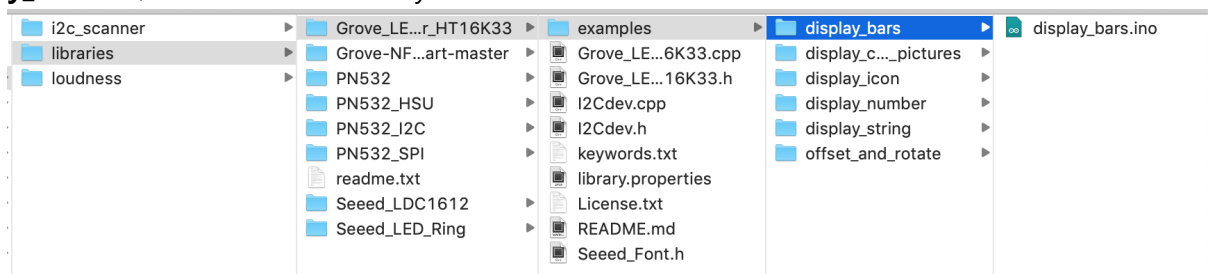 i2c_scanner
libraries
loudness
Grove_LE...r_HT16K33
Grove-NF...art-master
PN532
PN532_HSU
PN532_I2C
PN532_SPI
readme.txt
Seeed_LDC1612
Seeed_LED_Ring
examples
Grove_LE...6K33.cpp
Grove_LE...16K33.h
I2Cdev.cpp
I2Cdev.h
keywords.txt
library.properties
License.txt
README.md
Seeed_Font.h
display_bars
display_c..._pictures
display_icon
display_number
display_string
offset_and_rotate
display_bars.ino